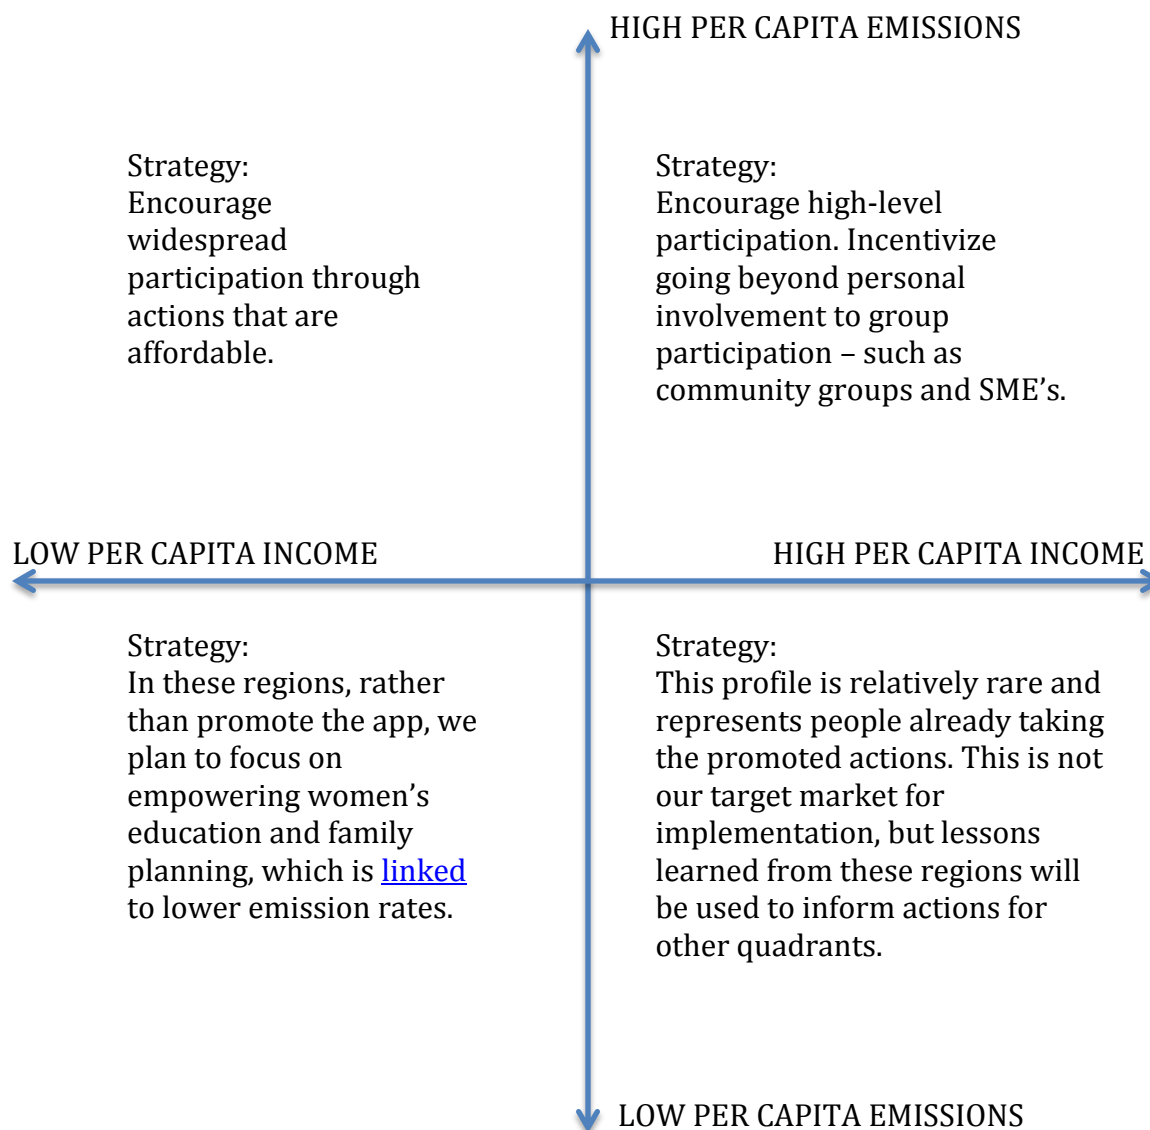 HIGH PER CAPITA EMISSIONS
Strategy:
Encourage
widespread
participation through
actions that are
affordable.
Strategy:
Encourage high-level
participation. Incentivize
going beyond personal
involvement to group
participation – such as
community groups and SME’s.
LOW PER CAPITA INCOME
HIGH PER CAPITA INCOME
Strategy:
In these regions, rather
than promote the app, we
plan to focus on
empowering women’s
education and family
planning, which is linked
to lower emission rates.
Strategy:
This profile is relatively rare and
represents people already taking
the promoted actions. This is not
our target market for
implementation, but lessons
learned from these regions will
be used to inform actions for
other quadrants.
LOW PER CAPITA EMISSIONS